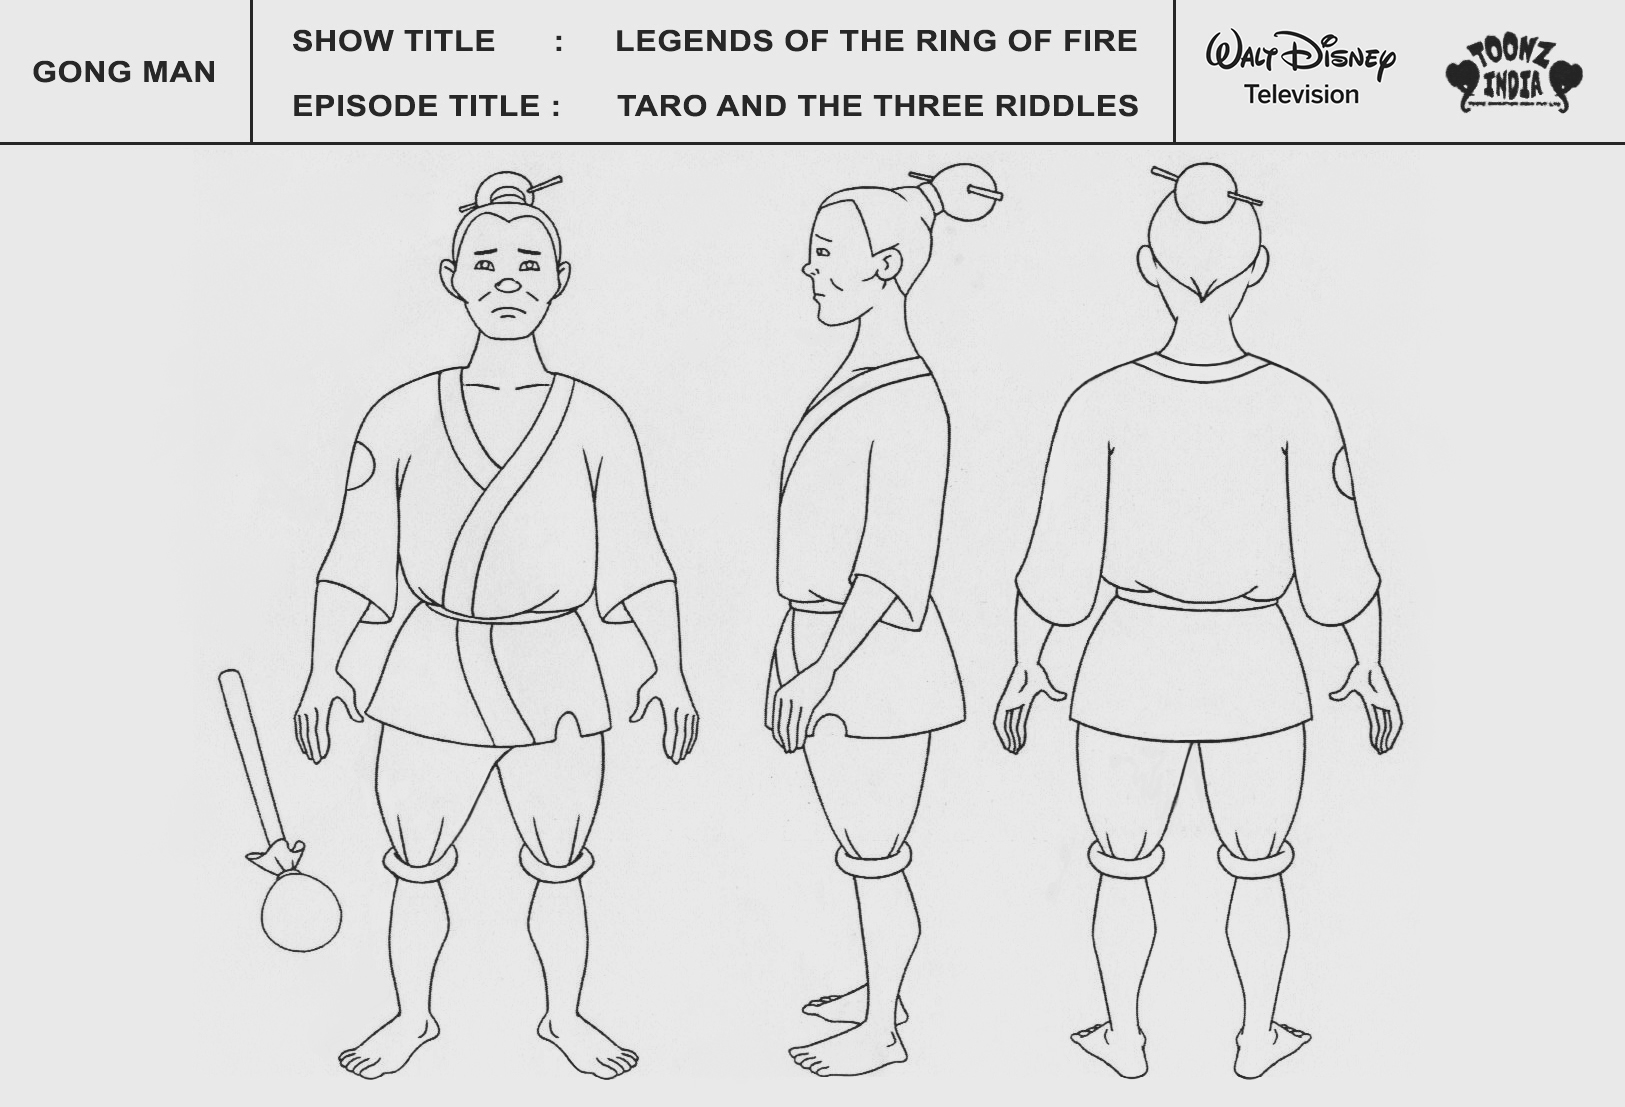 GONG MAN
SHOW TITLE : LEGENDS OF THE RING OF FIRE
EPISODE TITLE : TARO AND THE THREE RIDDLES
WALT DISNEY
Television
TOONZ
INDIA